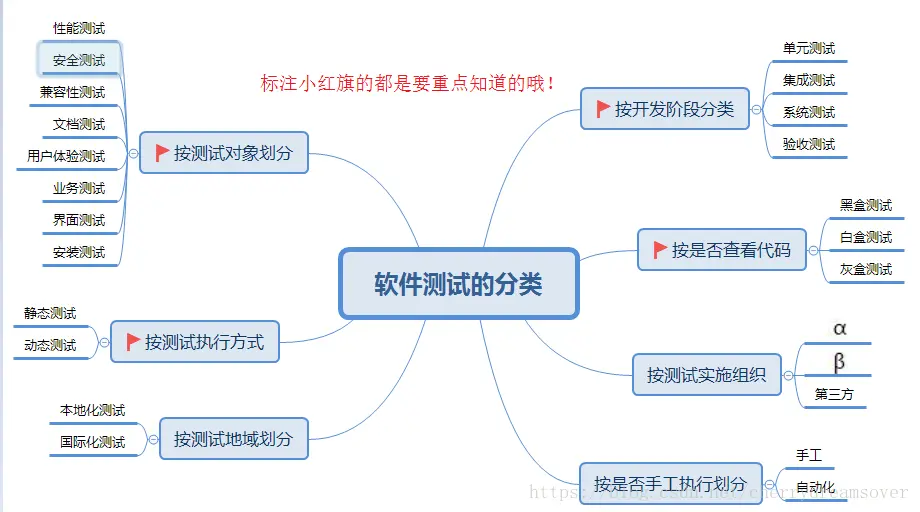 标注小红旗的都是要重点知道的哦！
软件测试的分类
按开发阶段分类
单元测试
集成测试
系统测试
验收测试
按是否查看代码
黑盒测试
白盒测试
灰盒测试
按测试实施组织
α
β
第三方
按是否手工执行划分
手工
自动化
按测试对象划分
性能测试
安全测试
兼容性测试
文档测试
用户体验测试
业务测试
界面测试
安装测试
按测试执行方式
静态测试
动态测试
按测试地域划分
本地化测试
国际化测试
https://blog.csdn.net/cherrydreamsover